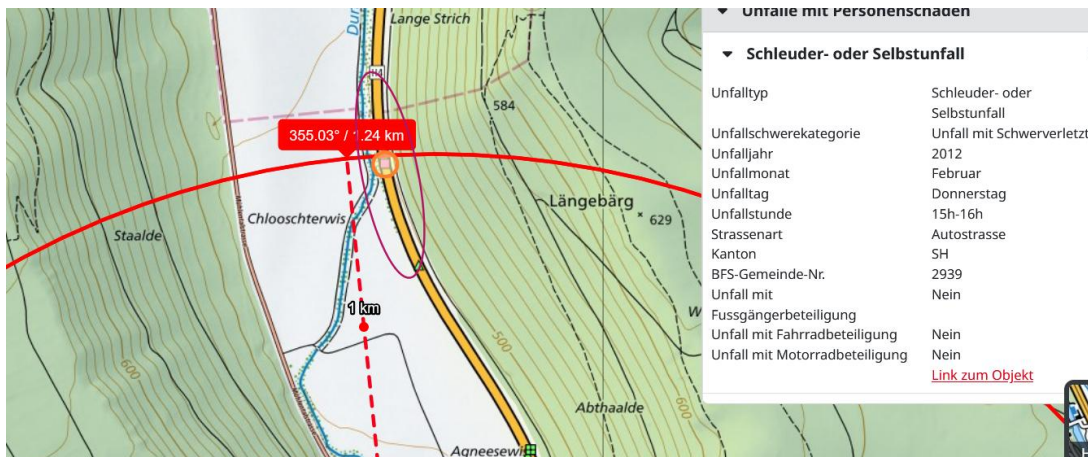 Lange Strich
Dur
584
355.03° / 1.24 km
Längebärg
629
Chlooschterwis
Staalde
1 km
W
500
600
600
Abthaalde
Agneesewi
Unfälle mit Personenschaden
Schleuder- oder Selbstunfall
Unfalltyp Schleuder- oder
Selbstunfall
Unfallschwerekategorie Unfall mit Schwerverletzt
Unfalljahr 2012
Unfallmonat Februar
Unfalltag Donnerstag
Unfallstunde 15h-16h
Strassenart Autostrasse
Kanton SH
BFS-Gemeinde-Nr. 2939
Unfall mit Nein
Fussgängerbeteiligung
Unfall mit Fahrradbeteiligung Nein
Unfall mit Motorradbeteiligung Nein
Link zum Objekt